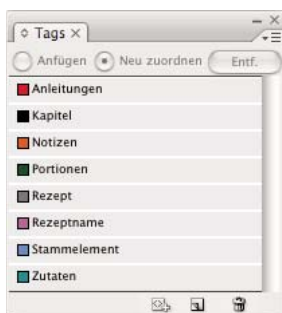 Tags
Anfügen Neu zuordnen Entf.
Anleitungen
Kapitel
Notizen
Portionen
Rezept
Rezeptname
Stammelement
Zutaten